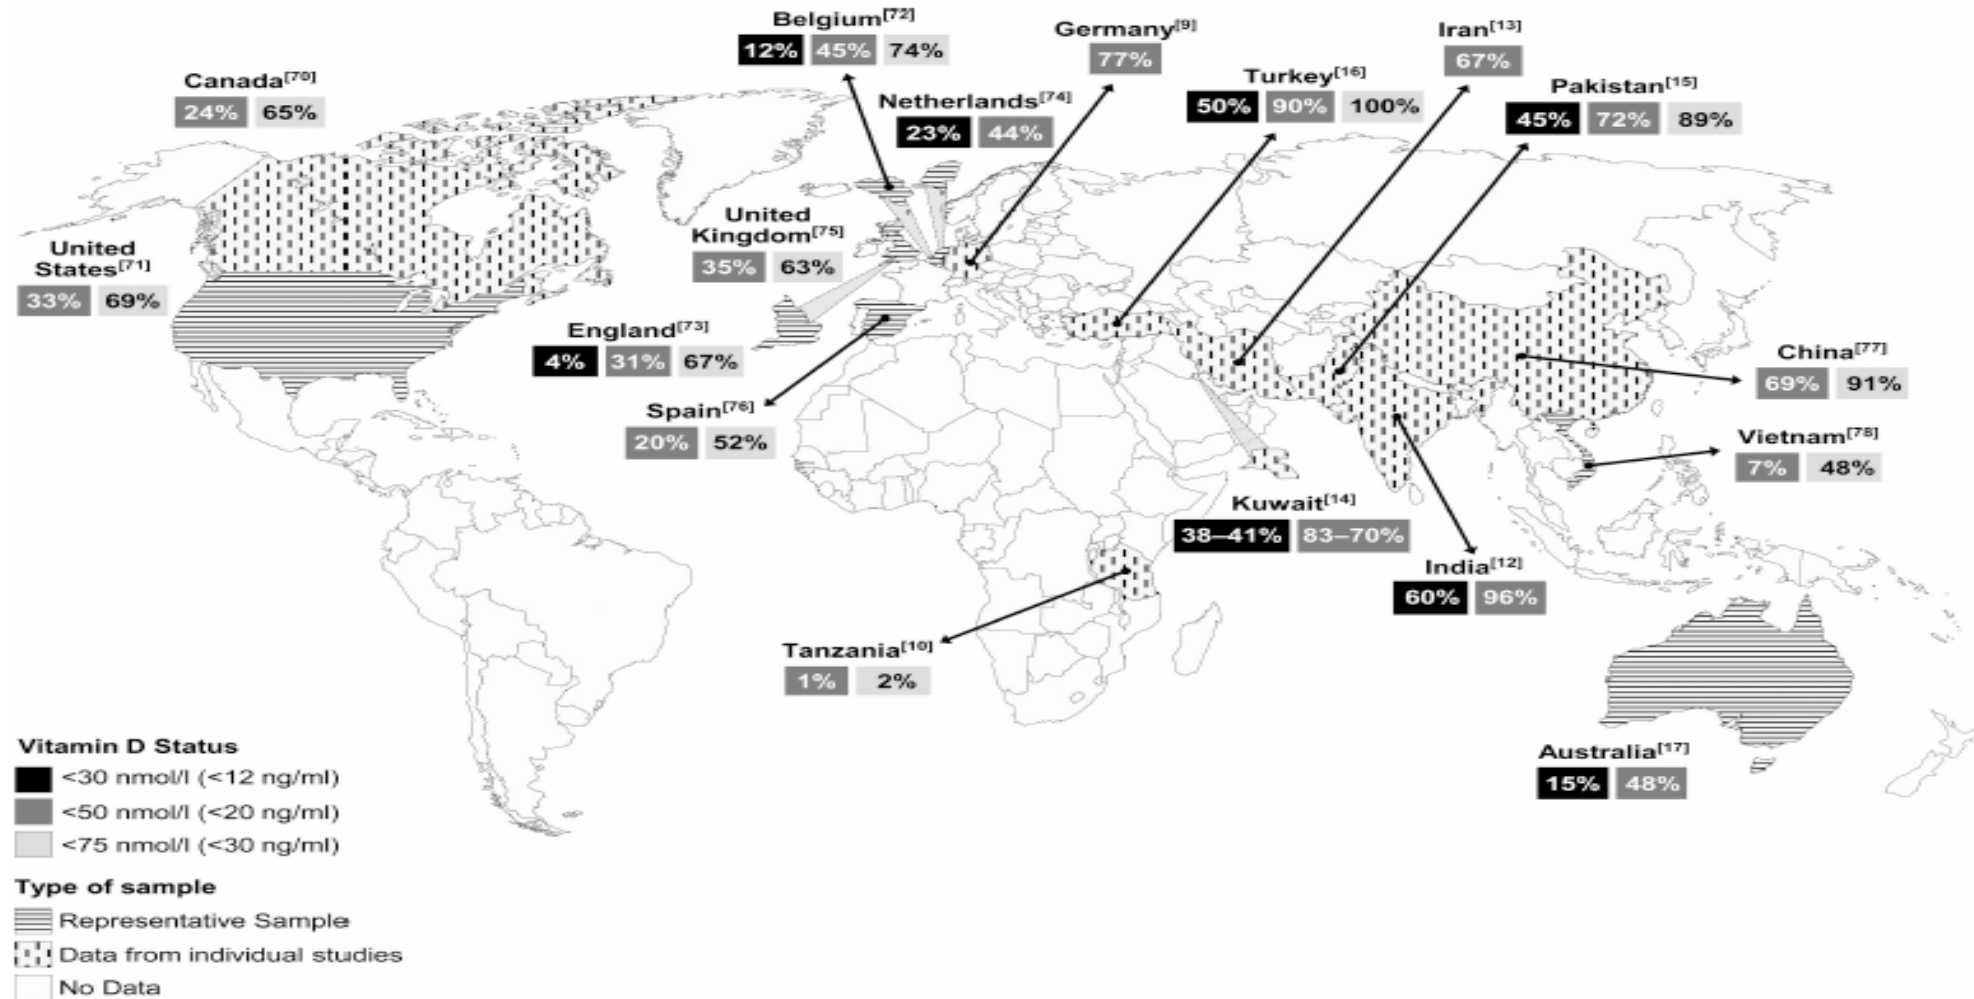 Belgium[72]
12% 45% 74%
Germany[9]
77%
Iran[13]
67%
Canada[70]
24% 65%
Netherlands[74]
23% 44%
Turkey[16]
50% 90% 100%
Pakistan[15]
45% 72% 89%
United
Kingdom[75]
35% 63%
United
States[71]
33% 69%
England[73]
4% 31% 67%
Spain[76]
20% 52%
China[77]
69% 91%
Vietnam[78]
7% 48%
Kuwait[14]
38–41% 83–70%
India[12]
60% 96%
Tanzania[10]
1% 2%
Australia[17]
15% 48%
Vitamin D Status
<30 nmol/l (<12 ng/ml)
<50 nmol/l (<20 ng/ml)
<75 nmol/l (<30 ng/ml)
Type of sample
Representative Sample
Data from individual studies
No Data